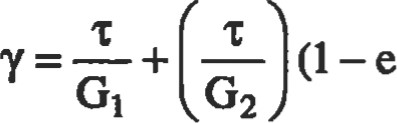 γ = τ/G₁ + (τ/G₂)(1 – e